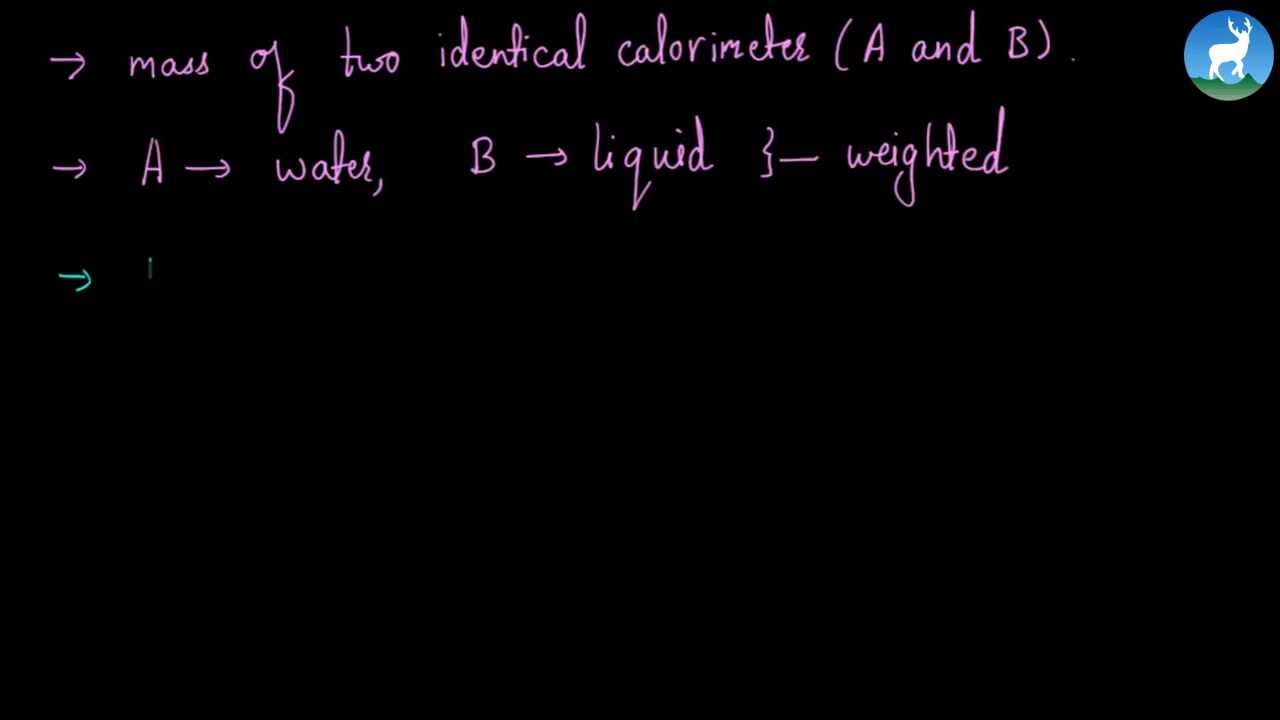 → mass of two identical calorimeter (A and B).
→ A → water, B → liquid }— weighted
→